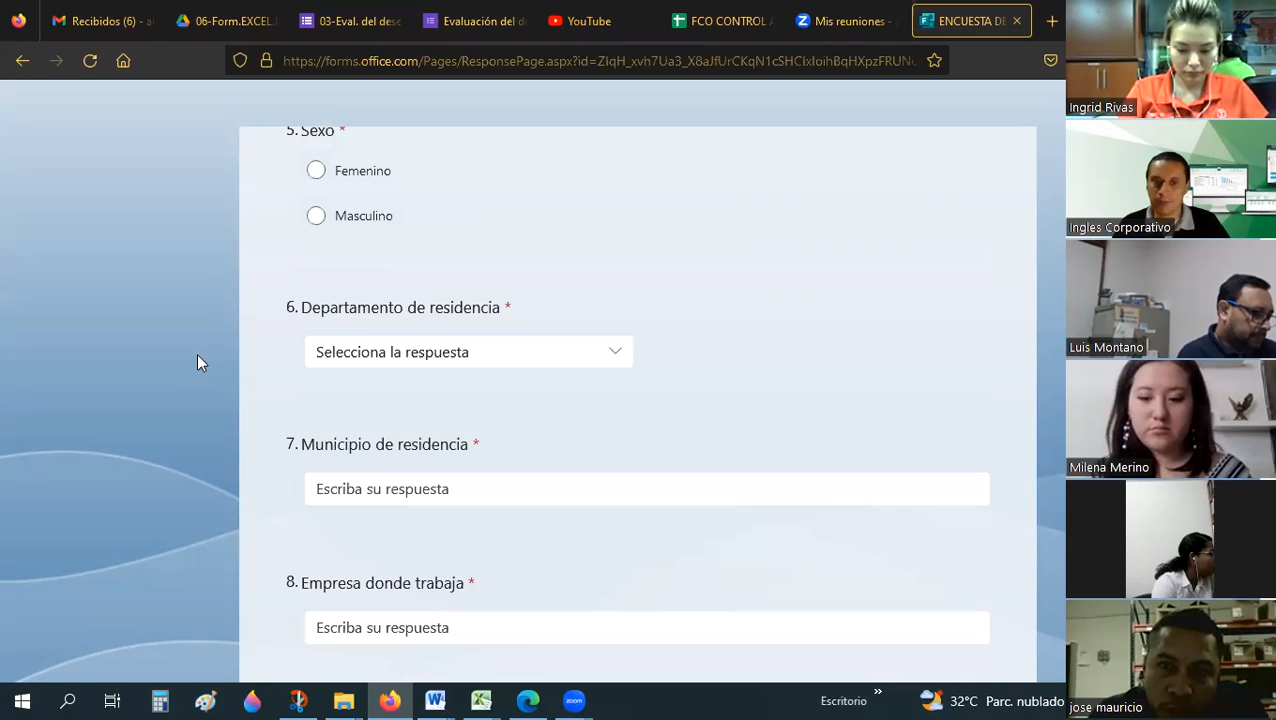 Recibidos (6) - al
06-Form.EXCEL.
03-Eval. del dese
Evaluación del d
YouTube
FCO CONTROL A
Mis reuniones -
ENCUESTA DE
https://forms.office.com/Pages/ResponsePage.aspx?id=
5. Sexo *
Femenino
Masculino
6. Departamento de residencia *
Selecciona la respuesta
7. Municipio de residencia *
Escriba su respuesta
8. Empresa donde trabaja *
Escriba su respuesta
Ingrid Rivas
Ingles Corporativo
Luis Montano
Milena Merino
jose mauricio
zoom
Escritorio
32°C Parc. nublado